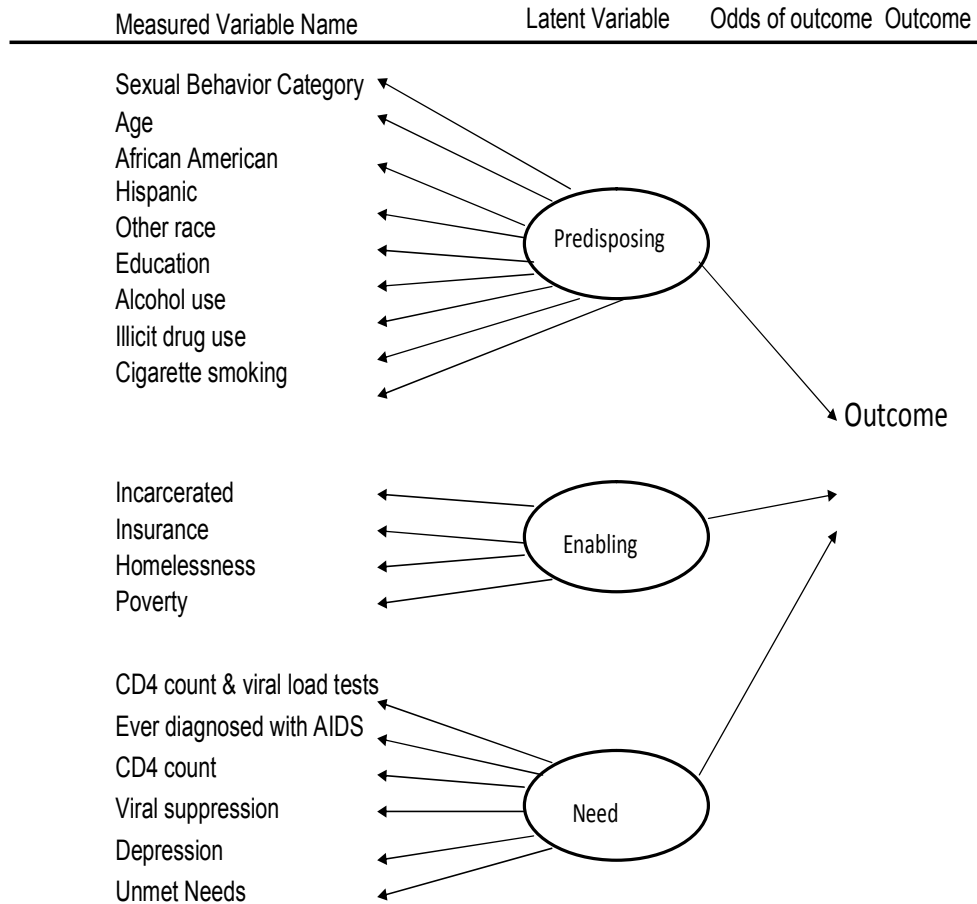 Measured Variable Name Latent Variable Odds of outcome Outcome
Sexual Behavior Category
Age
African American
Hispanic
Other race
Education
Alcohol use
Illicit drug use
Cigarette smoking
Predisposing
Outcome
Incarcerated
Insurance
Homelessness
Poverty
Enabling
CD4 count & viral load tests
Ever diagnosed with AIDS
CD4 count
Viral suppression
Depression
Unmet Needs
Need